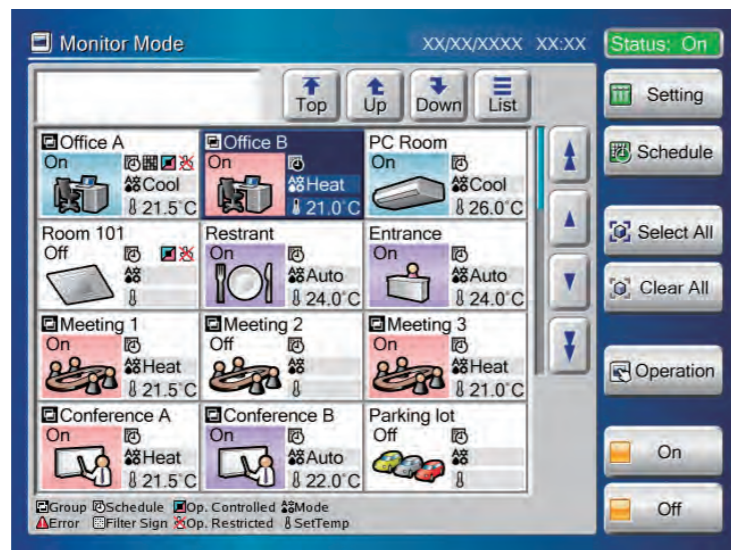 Monitor Mode XX/XX/XXXX XX:XX Status: On
Top Up Down List Setting
Office A Office B PC Room
On On On
Cool Heat Cool
21.5°C 21.0°C 26.0°C
Schedule
Room 101 Restrant Entrance
Off On On
Auto Auto
24.0°C 24.0°C
Select All
Clear All
Meeting 1 Meeting 2 Meeting 3
On Off On
Heat Heat
21.5°C 21.0°C
Operation
Conference A Conference B Parking lot
On On Off
Heat Auto
21.5°C 22.0°C
On
Off
Group Schedule Op. Controlled Mode
Error Filter Sign Op. Restricted SetTemp